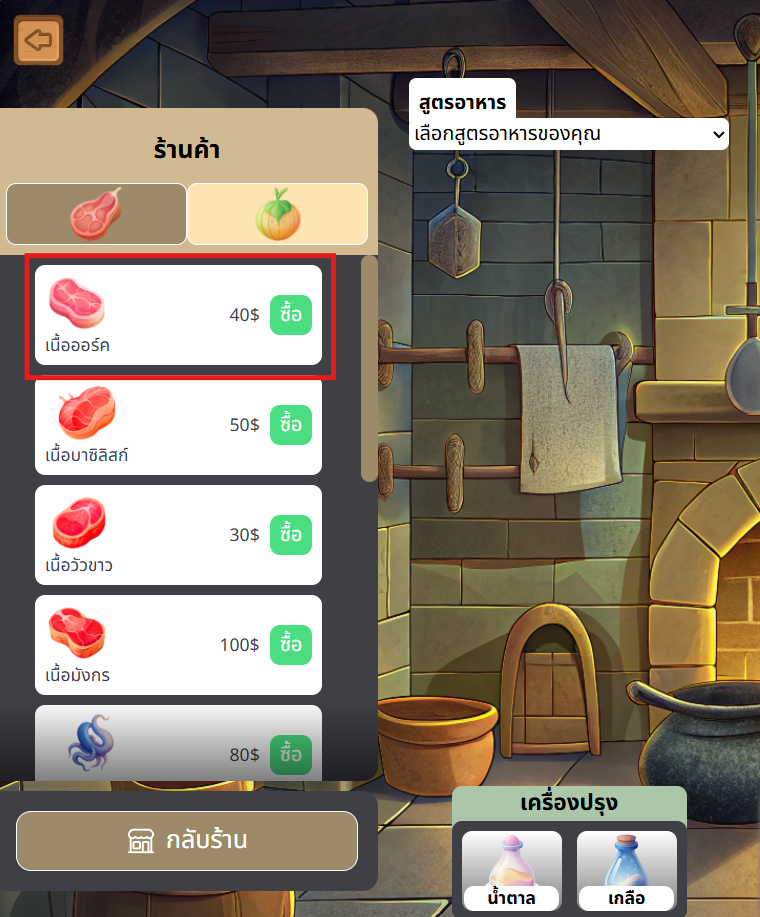 สูตรอาหาร
เลือกสูตรอาหารของคุณ
ร้านค้า
40$ ซื้อ
เนื้อออร์ค
50$ ซื้อ
เนื้อบาซิลิสก์
30$ ซื้อ
เนื้อวัวขาว
100$ ซื้อ
เนื้อมังกร
80$ ซื้อ
กลับร้าน
เครื่องปรุง
น้ำตาล
เกลือ